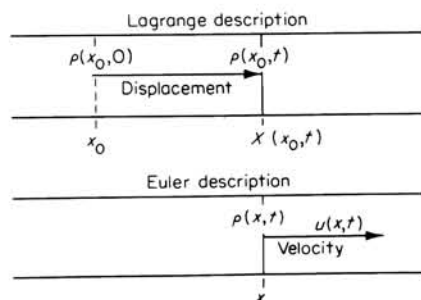 Lagrange description
ρ(x₀,0) ρ(x₀,t)
Displacement
x₀ X (x₀,t)
Euler description
ρ(x,t) u(x,t)
Velocity
x